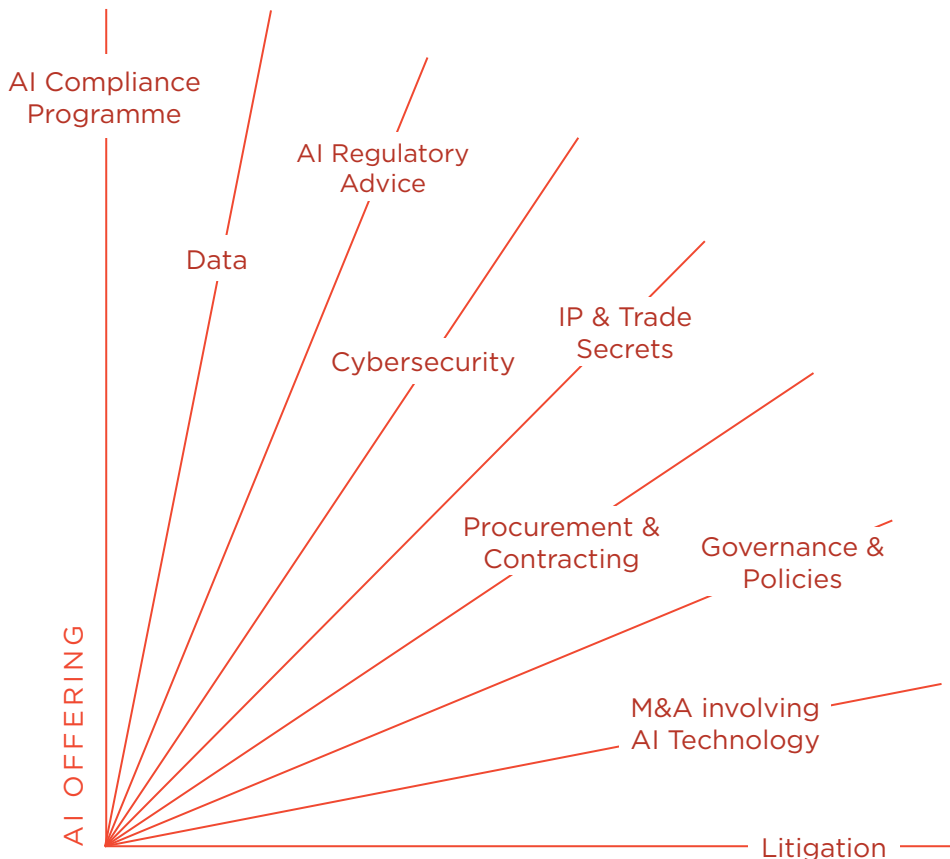 AI Compliance
Programme
AI Regulatory
Advice
Data
IP & Trade
Secrets
Cybersecurity
Procurement &
Contracting
Governance &
Policies
AI OFFERING
M&A involving
AI Technology
Litigation